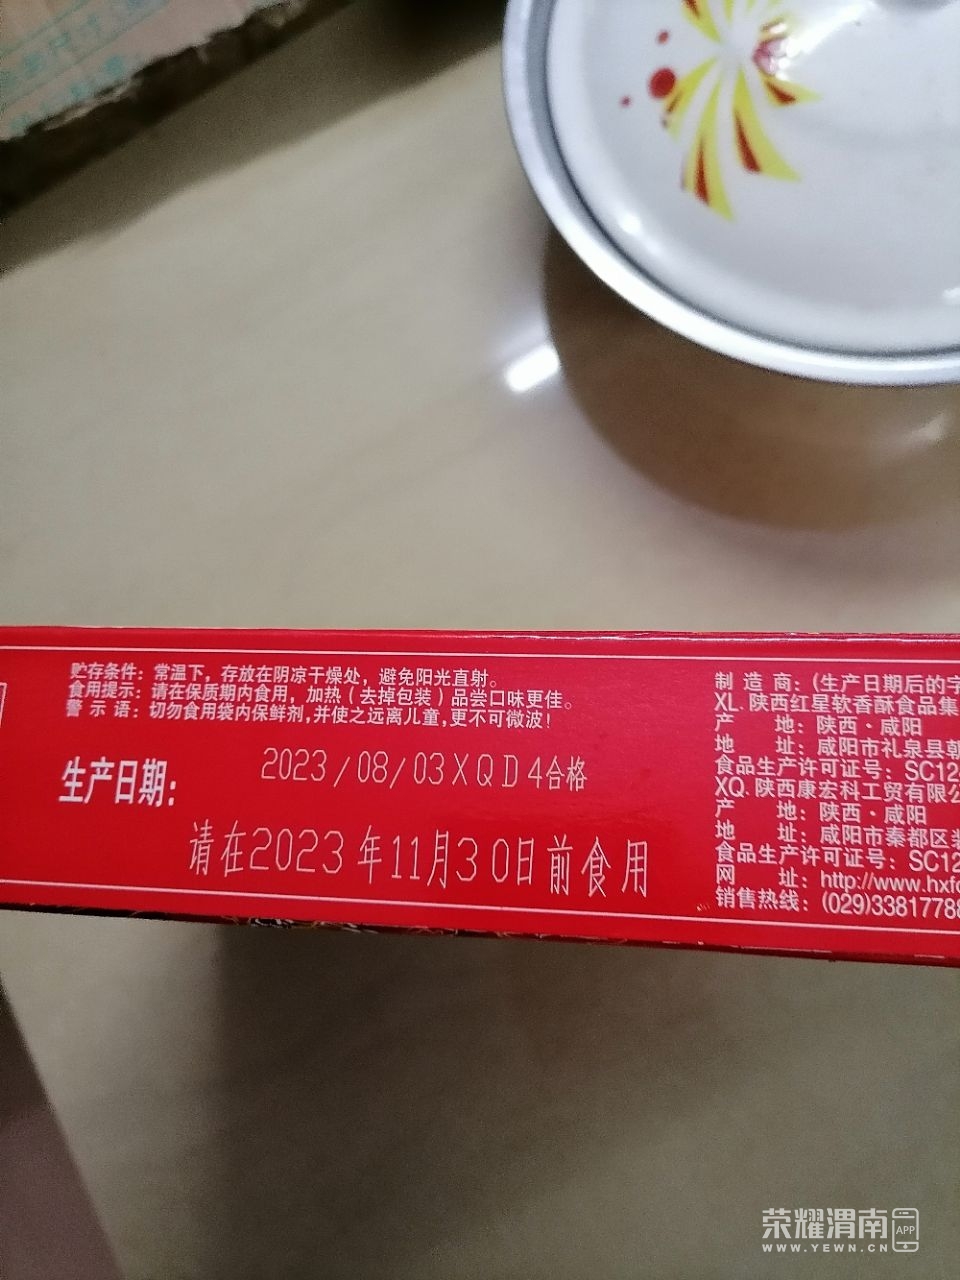 贮存条件：常温下，存放在阴凉干燥处，避免阳光直射。
食用提示：请在保质期内食用，加热（去掉包装）品尝口味更佳。
警示语：切勿食用袋内保鲜剂，并使之远离儿童，更不可微波！
生产日期：
2023/08/03XQD4合格
请在2023年11月30日前食用
制造商：（生产日期后的字
XL.陕西红星软香酥食品集
产地：陕西·咸阳
地址：咸阳市礼泉县朝
食品生产许可证号：SC12
XQ.陕西康宏科工贸有限公
产地：陕西·咸阳
地址：咸阳市秦都区
食品生产许可证号：SC12
网址：http://www.hxf
销售热线：(029)33817788
荣耀渭南APP
WWW.YEWN.CN